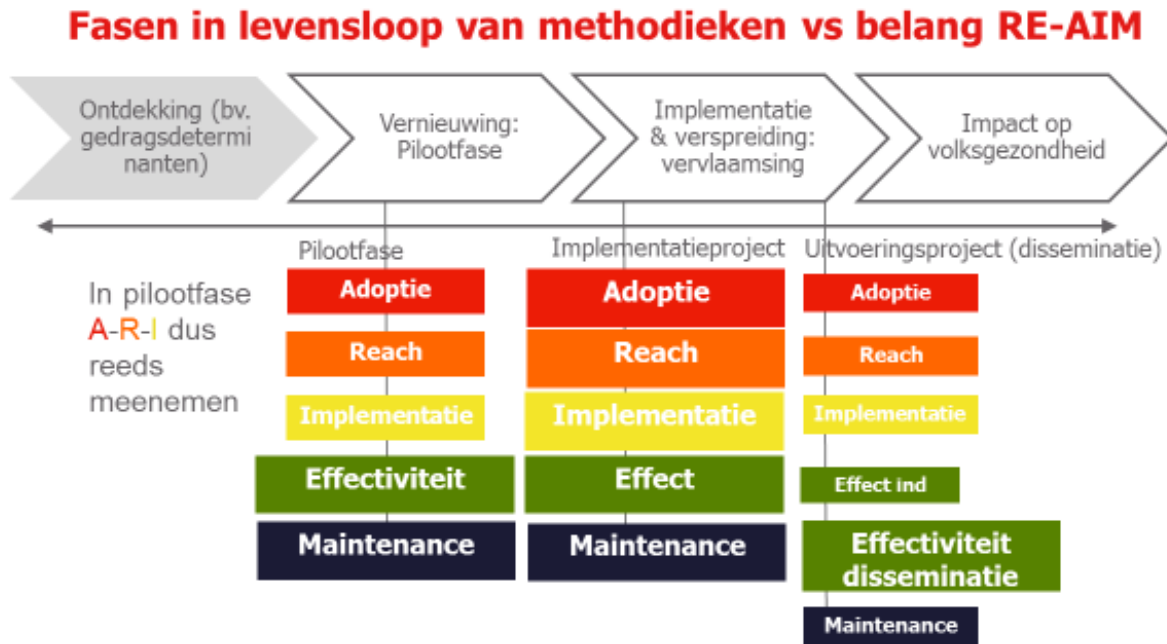 Fasen in levensloop van methodieken vs belang RE-AIM
Ontdekking (bv.
gedragsdetermi
nanten)
Vernieuwing:
Pilootfase
Implementatie
& verspreiding:
vervlaamsing
Impact op
volksgezondheid
In pilootfase
A-R-I dus
reeds
meenemen
Pilootfase
Adoptie
Reach
Implementatie
Effectiviteit
Maintenance
Implementatieproject
Adoptie
Reach
Implementatie
Effect
Maintenance
Uitvoeringsproject (disseminatie)
Adoptie
Reach
Implementatie
Effect ind
Effectiviteit
disseminatie
Maintenance